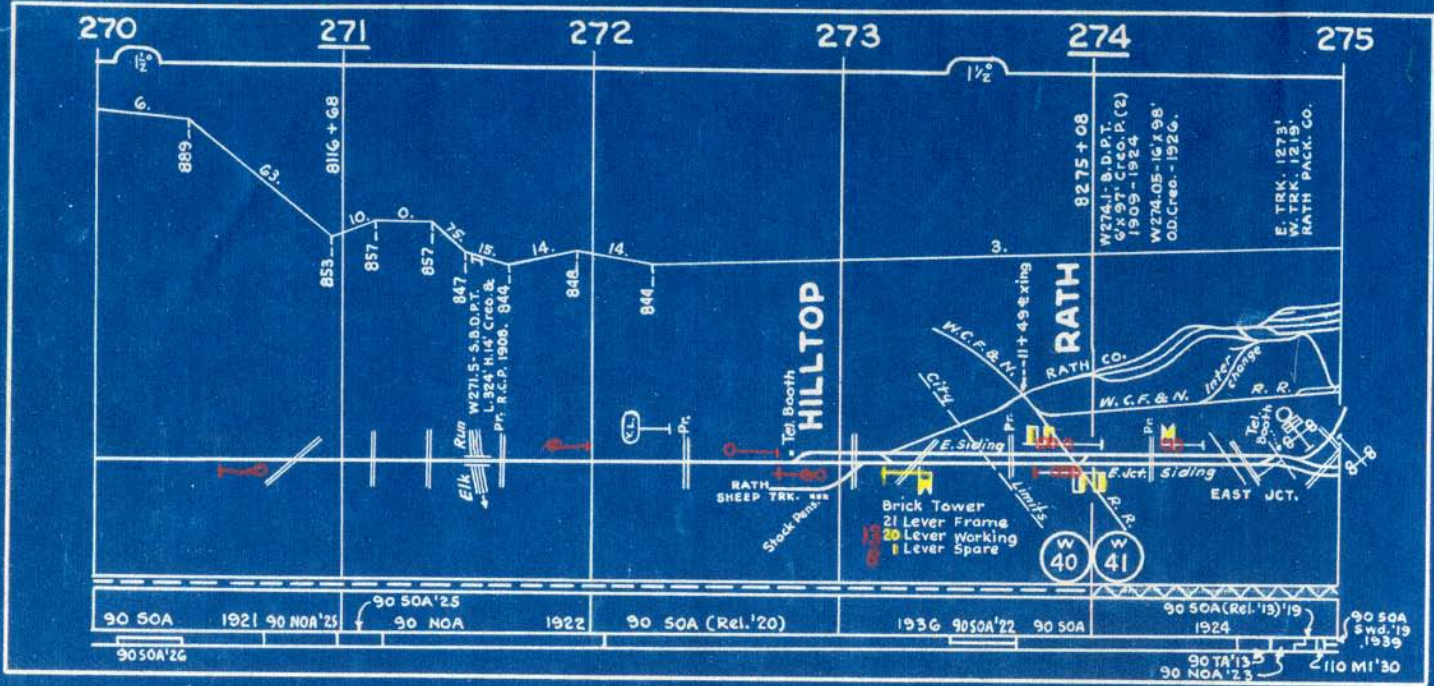 270
271
272
273
274
275
1½°
1½°
6.
63.
10.
0.
75.
15.
14.
14.
3.
889
853
857
857
847
844
848
844
8116 + 68
8275 + 08
Elk Run
W271.5- S.B.D.P.T.
L.324' H.14' Creo. &
Pr. R.C.P. 1908.
Y.L.
Pr.
Tel. Booth
HILLTOP
RATH
11 + 49 ¢ xing
W.C.F. & N.
City Limits
RATH CO.
W274.1- B.D.P.T.
6'x 97' Creo. P. (2)
1909 - 1924
W274.05-16'x 98'
O.D. Creo. - 1926.
E. TRK. 1273'
W. TRK. 1219'
RATH PACK. CO.
Interchange
W.C.F. & N. R. R.
Tel. Booth
Pr.
Pr.
E. Siding
E. Jct. Siding
EAST JCT.
R. R.
8+8
8+8
RATH
SHEEP TRK.
Stock Pens.
Brick Tower
21 Lever Frame
20 Lever Working
1 Lever Spare
13
8
W
40
W
41
90 SOA
1921
90 NOA '25
90 SOA '25
90 NOA
1922
90 SOA (Rel. '20)
1936
90 SOA '22
90 SOA
90 SOA (Rel. '13) '19
1924
90 SOA
Swd. '19
1939
90 SOA '26
90 TA '13
90 NOA '23
110 MI '30